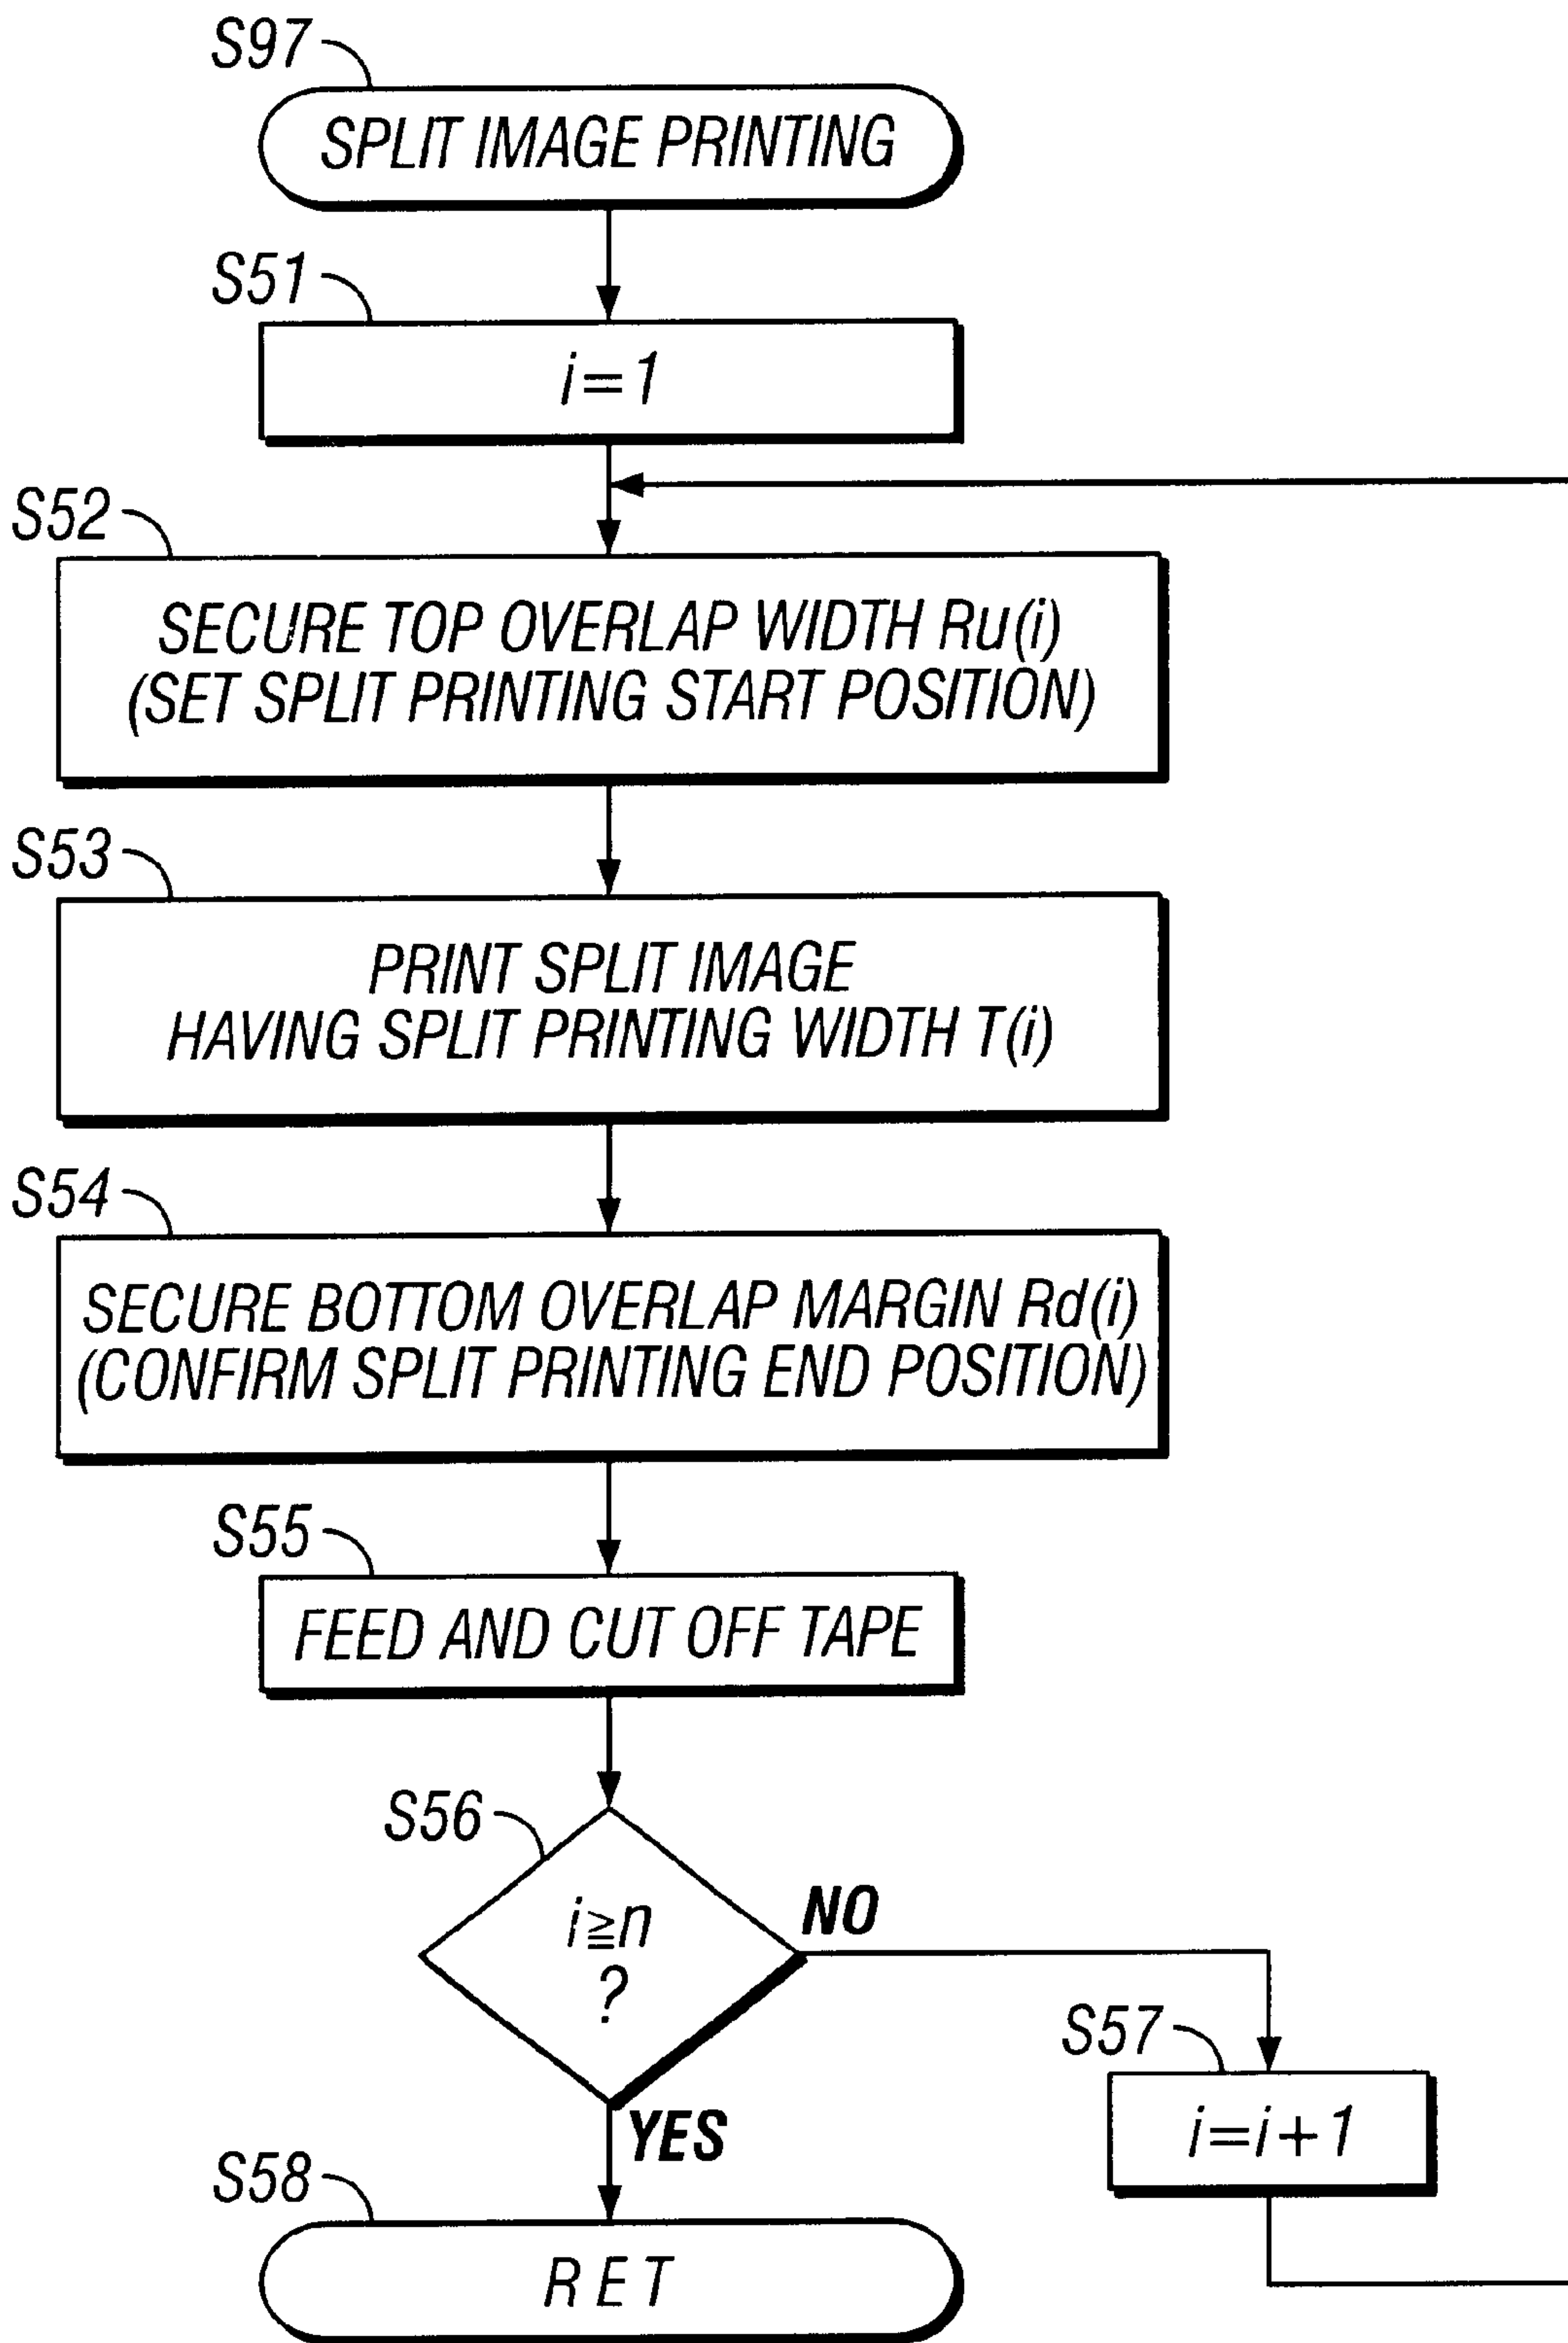 S97
SPLIT IMAGE PRINTING
S51
i=1
S52
SECURE TOP OVERLAP WIDTH Ru(i)
(SET SPLIT PRINTING START POSITION)
S53
PRINT SPLIT IMAGE
HAVING SPLIT PRINTING WIDTH T(i)
S54
SECURE BOTTOM OVERLAP MARGIN Rd(i)
(CONFIRM SPLIT PRINTING END POSITION)
S55
FEED AND CUT OFF TAPE
S56
i≧n
?
NO
S57
i=i+1
YES
S58
RET